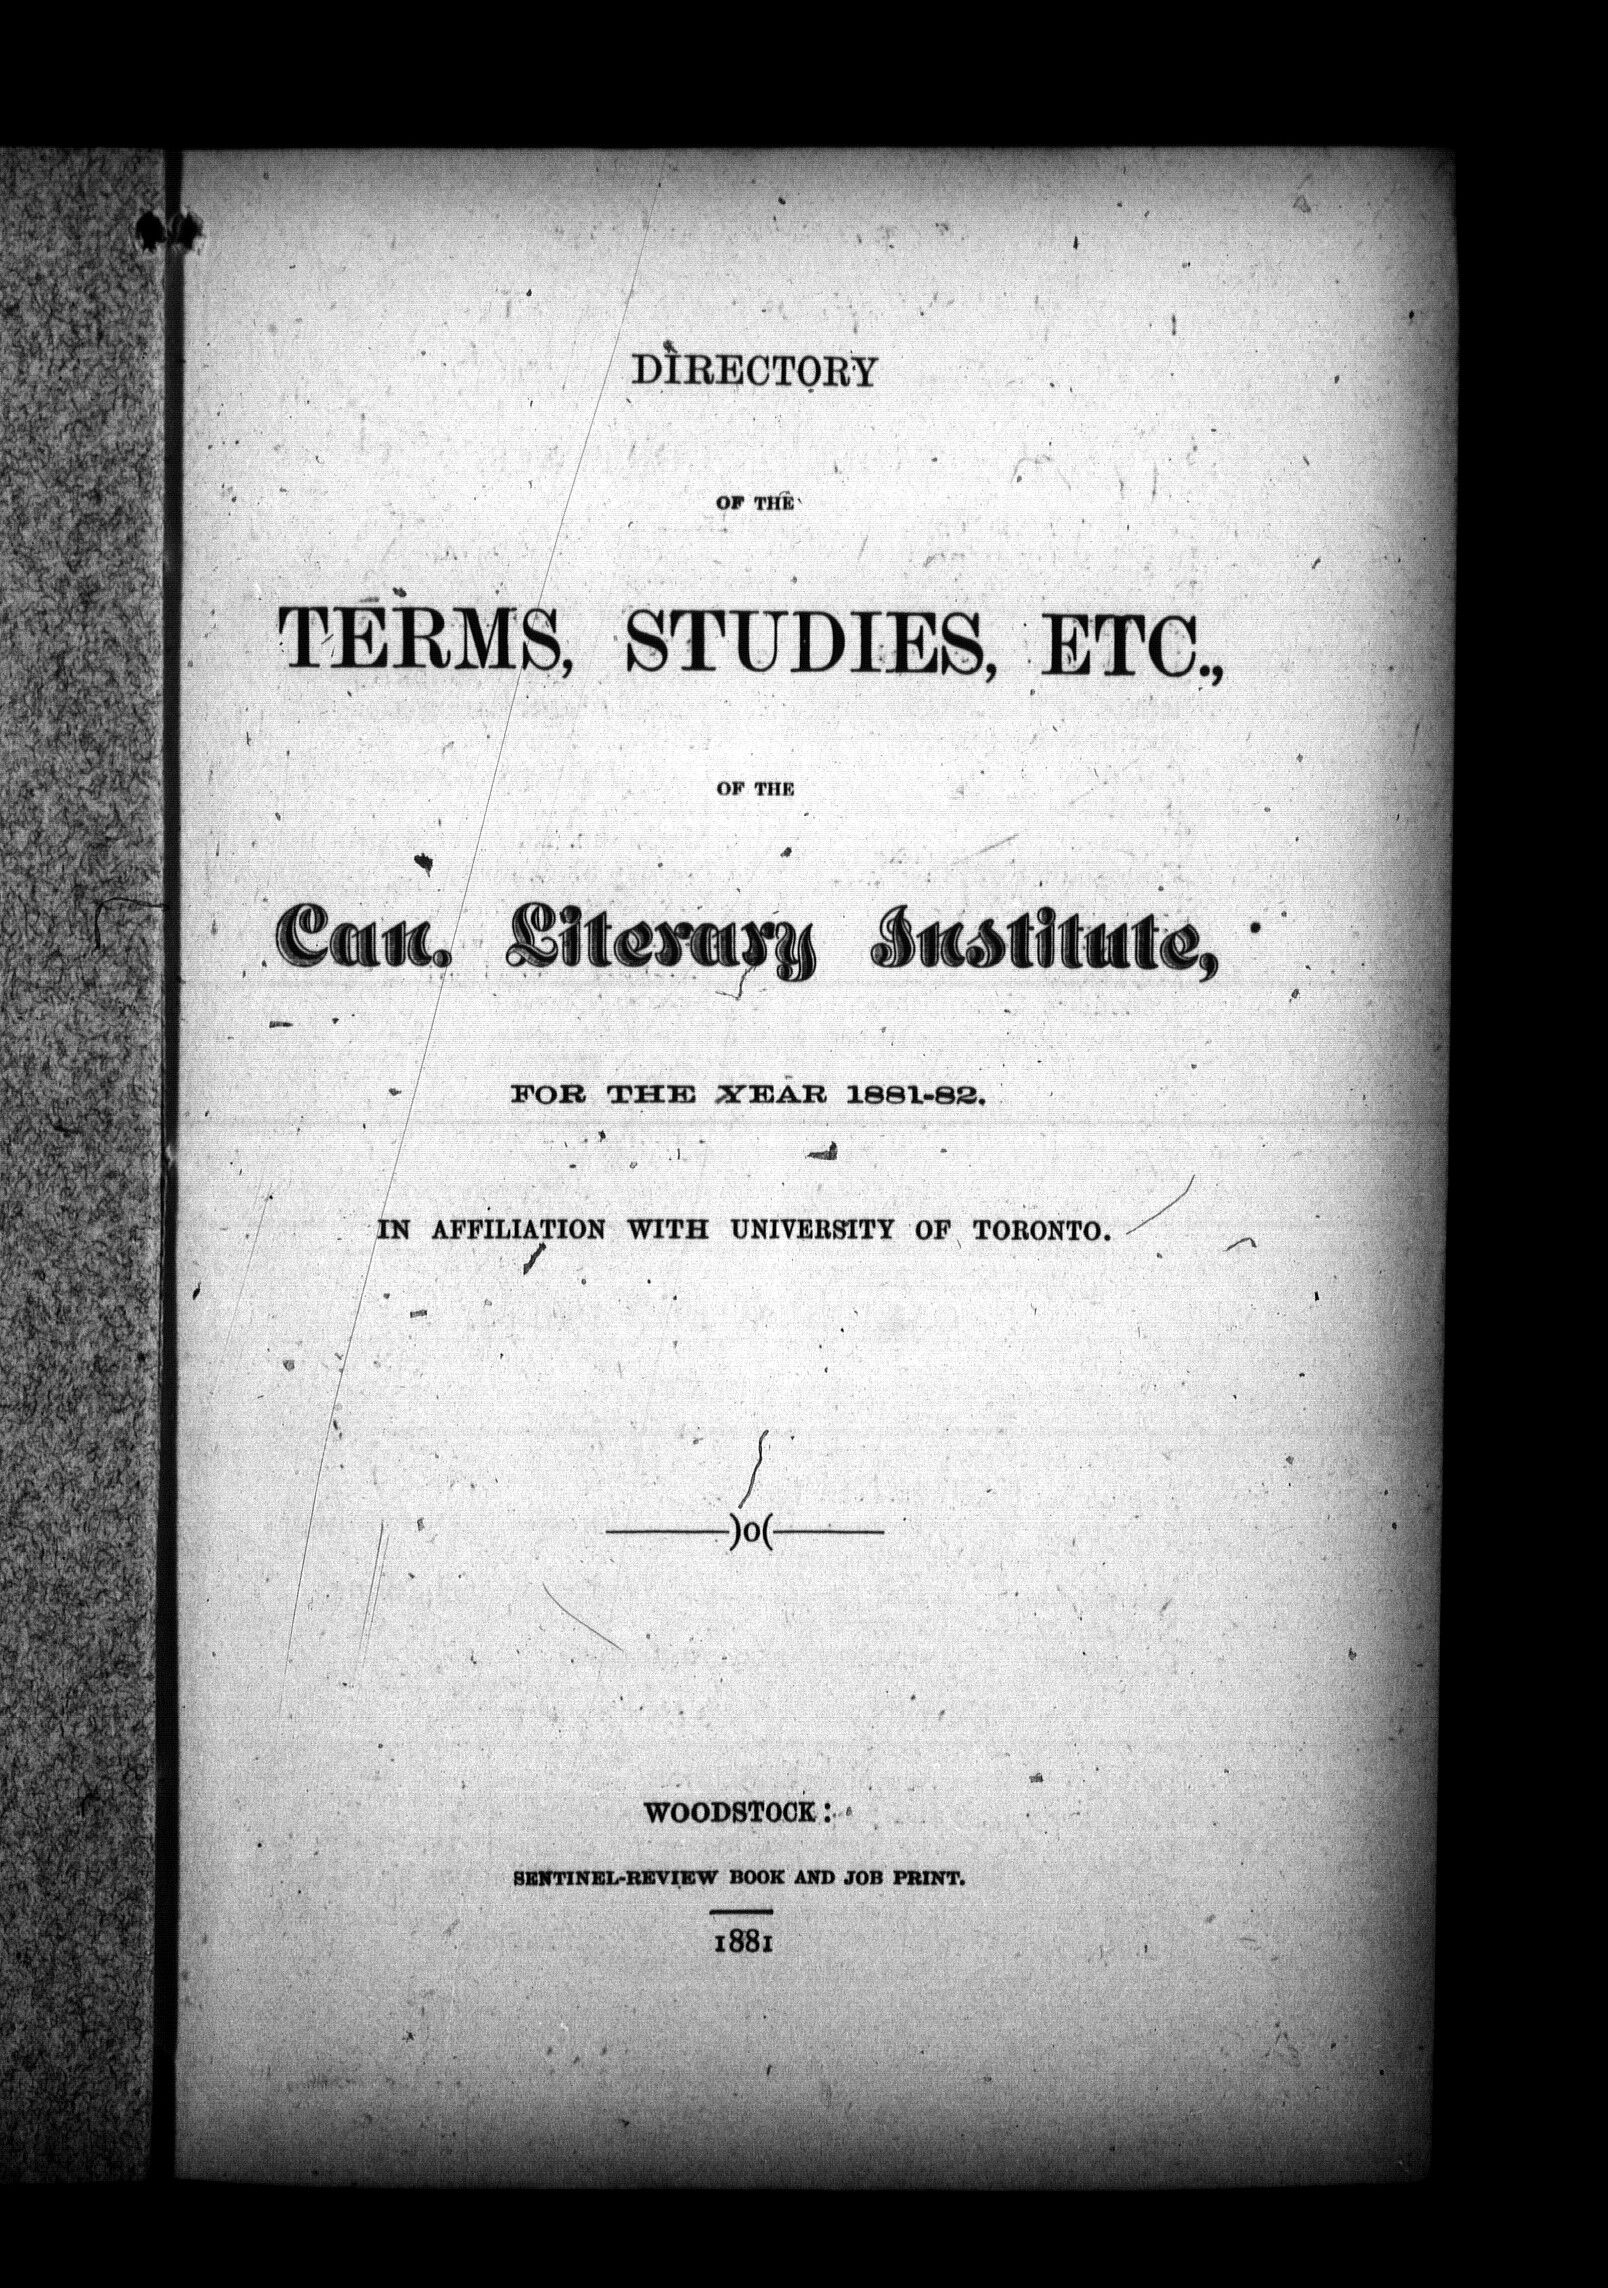 DIRECTORY
OF THE
TERMS, STUDIES, ETC.,
OF THE
Can. Literary Institute,
FOR THE YEAR 1881-82.
IN AFFILIATION WITH UNIVERSITY OF TORONTO.
)o(
WOODSTOCK:
SENTINEL-REVIEW BOOK AND JOB PRINT.
1881